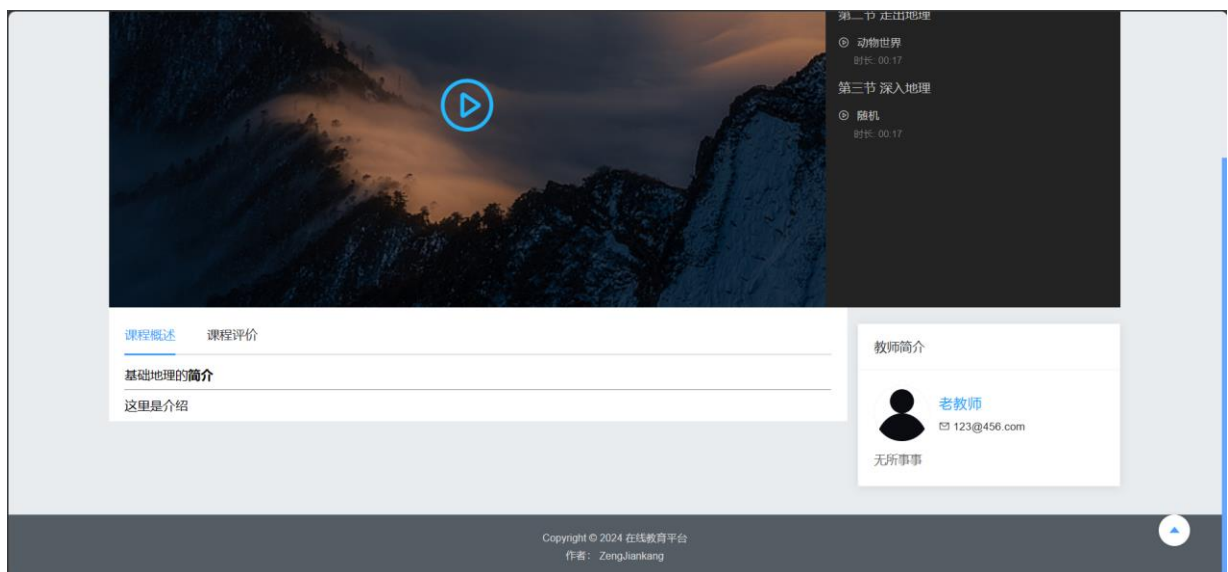 第二节 走出地理
动物世界
时长: 00:17
第三节 深入地理
随机
时长: 00:17
课程概述 课程评价
基础地理的简介
这里是介绍
教师简介
老教师
123@456.com
无所事事
Copyright © 2024 在线教育平台
作者： ZengJiankang